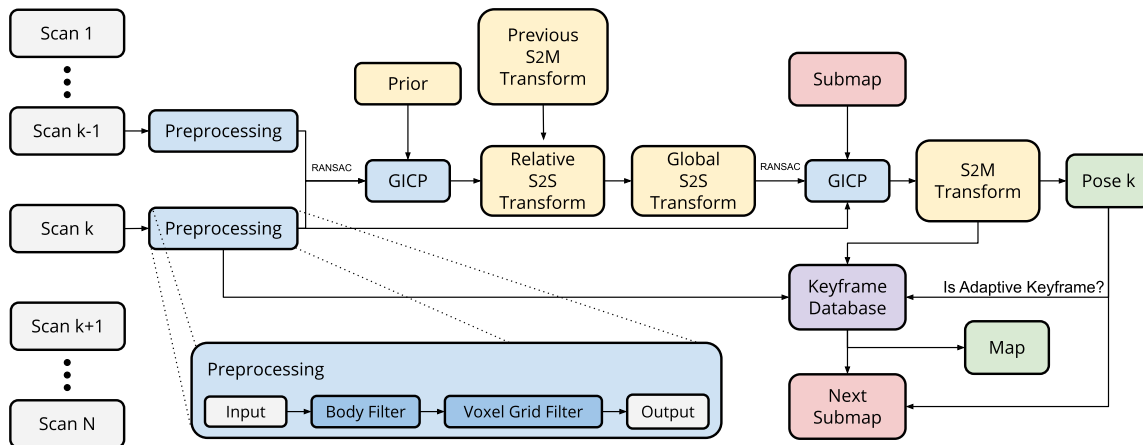 Scan 1
Scan k-1
Scan k
Scan k+1
Scan N
Preprocessing
Preprocessing
Prior
Previous
S2M
Transform
RANSAC
GICP
Relative
S2S
Transform
Global
S2S
Transform
RANSAC
Submap
GICP
S2M
Transform
Pose k
Keyframe
Database
Is Adaptive Keyframe?
Map
Next
Submap
Preprocessing
Input
Body Filter
Voxel Grid Filter
Output